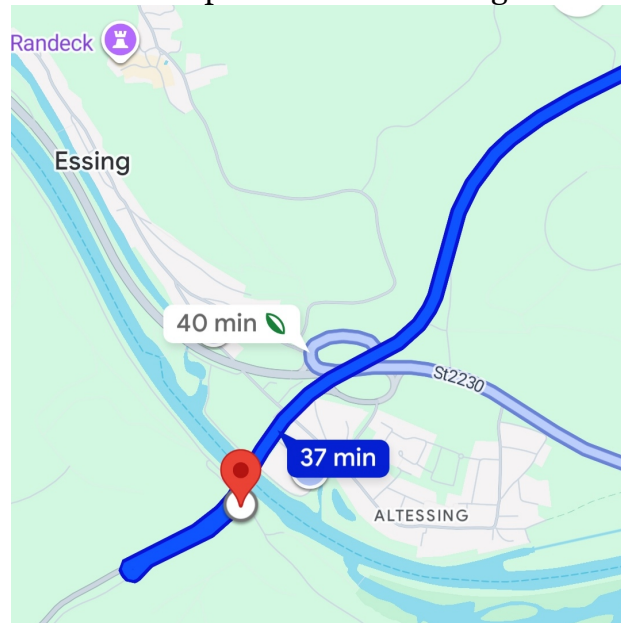 Randeck
Essing
40 min
St2230
37 min
ALTESSING